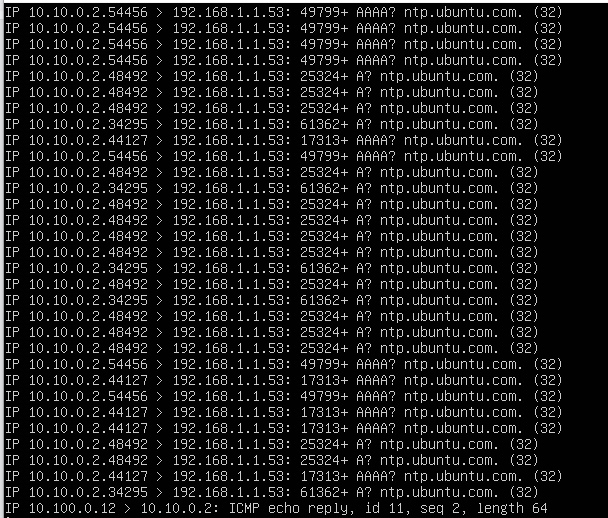 IP 10.10.0.2.54456 > 192.168.1.1.53: 49799+ AAAA? ntp.ubuntu.com. (32)
IP 10.10.0.2.54456 > 192.168.1.1.53: 49799+ AAAA? ntp.ubuntu.com. (32)
IP 10.10.0.2.54456 > 192.168.1.1.53: 49799+ AAAA? ntp.ubuntu.com. (32)
IP 10.10.0.2.54456 > 192.168.1.1.53: 49799+ AAAA? ntp.ubuntu.com. (32)
IP 10.10.0.2.48492 > 192.168.1.1.53: 25324+ A? ntp.ubuntu.com. (32)
IP 10.10.0.2.48492 > 192.168.1.1.53: 25324+ A? ntp.ubuntu.com. (32)
IP 10.10.0.2.48492 > 192.168.1.1.53: 25324+ A? ntp.ubuntu.com. (32)
IP 10.10.0.2.34295 > 192.168.1.1.53: 61362+ A? ntp.ubuntu.com. (32)
IP 10.10.0.2.44127 > 192.168.1.1.53: 17313+ AAAA? ntp.ubuntu.com. (32)
IP 10.10.0.2.54456 > 192.168.1.1.53: 49799+ AAAA? ntp.ubuntu.com. (32)
IP 10.10.0.2.48492 > 192.168.1.1.53: 25324+ A? ntp.ubuntu.com. (32)
IP 10.10.0.2.34295 > 192.168.1.1.53: 61362+ A? ntp.ubuntu.com. (32)
IP 10.10.0.2.48492 > 192.168.1.1.53: 25324+ A? ntp.ubuntu.com. (32)
IP 10.10.0.2.48492 > 192.168.1.1.53: 25324+ A? ntp.ubuntu.com. (32)
IP 10.10.0.2.48492 > 192.168.1.1.53: 25324+ A? ntp.ubuntu.com. (32)
IP 10.10.0.2.48492 > 192.168.1.1.53: 25324+ A? ntp.ubuntu.com. (32)
IP 10.10.0.2.34295 > 192.168.1.1.53: 61362+ A? ntp.ubuntu.com. (32)
IP 10.10.0.2.48492 > 192.168.1.1.53: 25324+ A? ntp.ubuntu.com. (32)
IP 10.10.0.2.34295 > 192.168.1.1.53: 61362+ A? ntp.ubuntu.com. (32)
IP 10.10.0.2.48492 > 192.168.1.1.53: 25324+ A? ntp.ubuntu.com. (32)
IP 10.10.0.2.48492 > 192.168.1.1.53: 25324+ A? ntp.ubuntu.com. (32)
IP 10.10.0.2.48492 > 192.168.1.1.53: 25324+ A? ntp.ubuntu.com. (32)
IP 10.10.0.2.54456 > 192.168.1.1.53: 49799+ AAAA? ntp.ubuntu.com. (32)
IP 10.10.0.2.44127 > 192.168.1.1.53: 17313+ AAAA? ntp.ubuntu.com. (32)
IP 10.10.0.2.54456 > 192.168.1.1.53: 49799+ AAAA? ntp.ubuntu.com. (32)
IP 10.10.0.2.44127 > 192.168.1.1.53: 17313+ AAAA? ntp.ubuntu.com. (32)
IP 10.10.0.2.44127 > 192.168.1.1.53: 17313+ AAAA? ntp.ubuntu.com. (32)
IP 10.10.0.2.48492 > 192.168.1.1.53: 25324+ A? ntp.ubuntu.com. (32)
IP 10.10.0.2.48492 > 192.168.1.1.53: 25324+ A? ntp.ubuntu.com. (32)
IP 10.10.0.2.44127 > 192.168.1.1.53: 17313+ AAAA? ntp.ubuntu.com. (32)
IP 10.10.0.2.34295 > 192.168.1.1.53: 61362+ A? ntp.ubuntu.com. (32)
IP 10.100.0.12 > 10.10.0.2: ICMP echo reply, id 11, seq 2, length 64